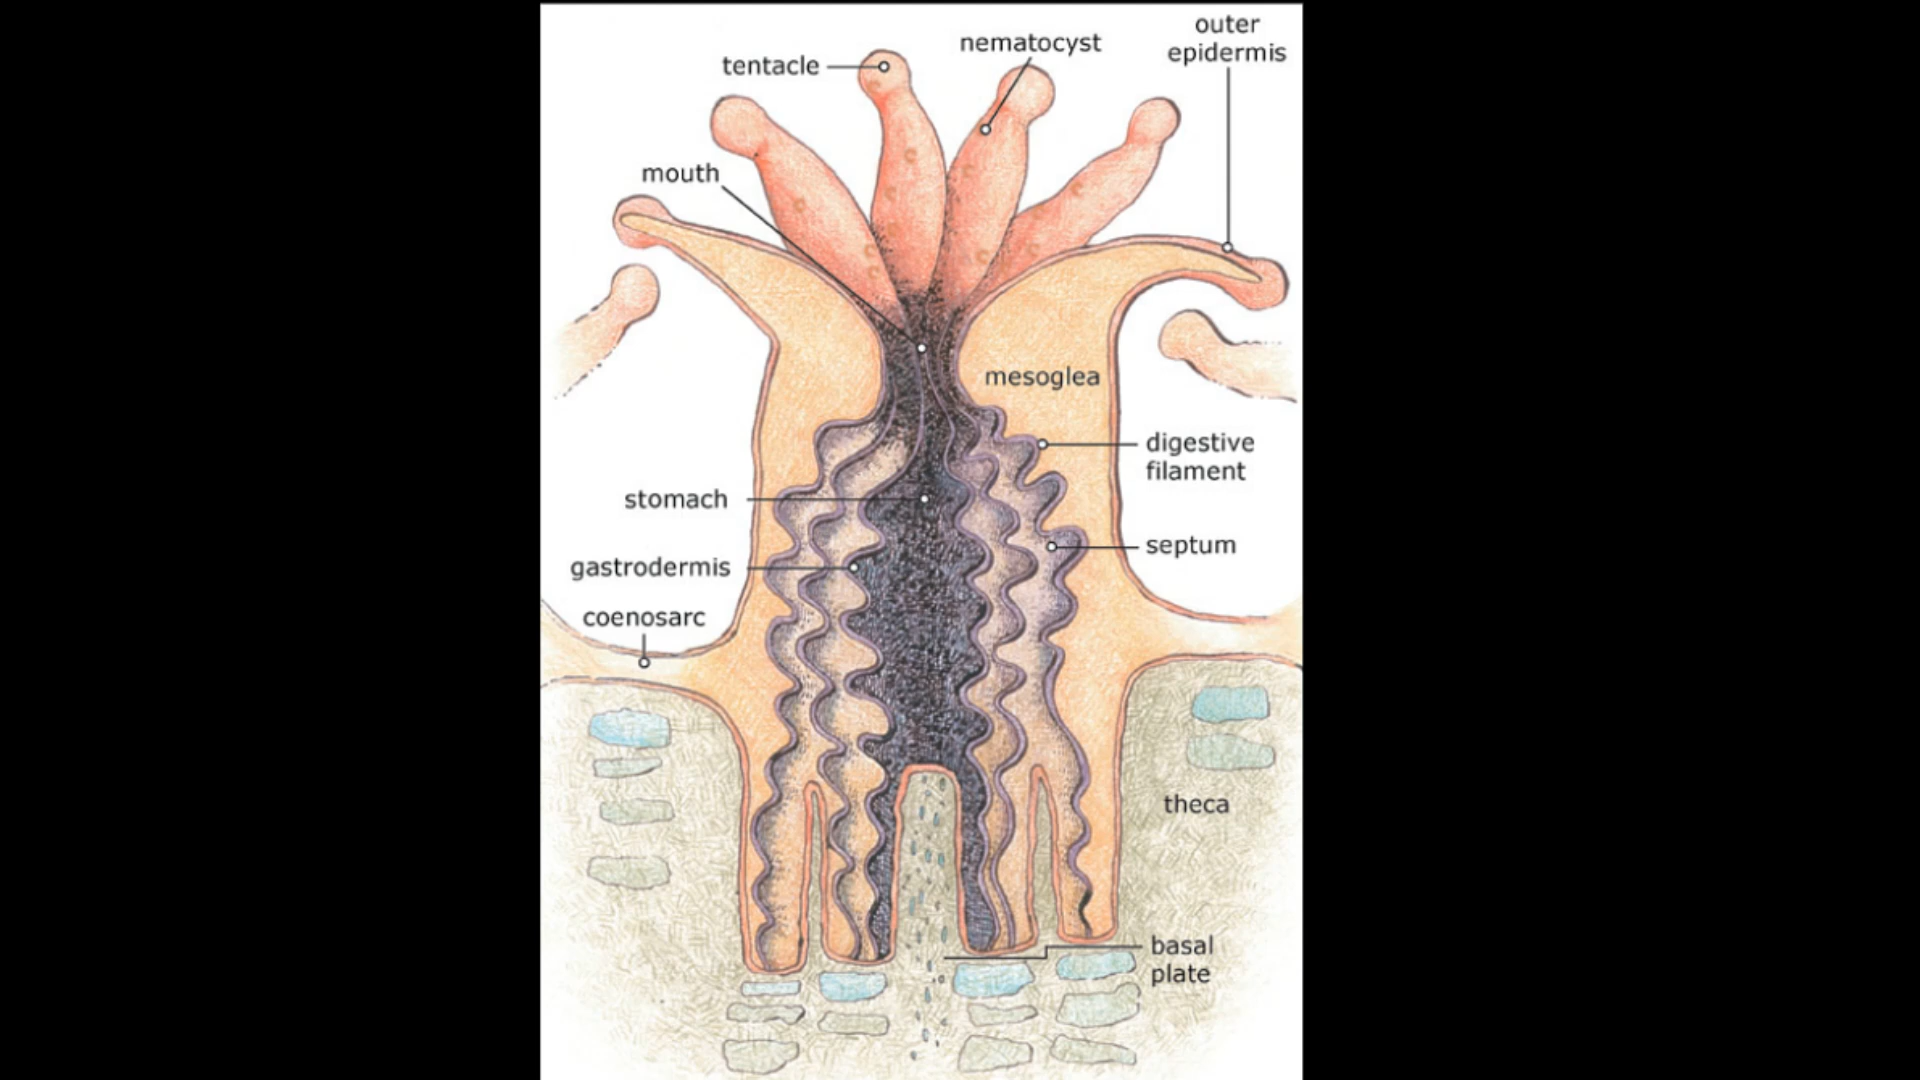 outer
epidermis
nematocyst
tentacle
mouth
mesoglea
digestive
filament
stomach
septum
gastrodermis
coenosarc
theca
basal
plate